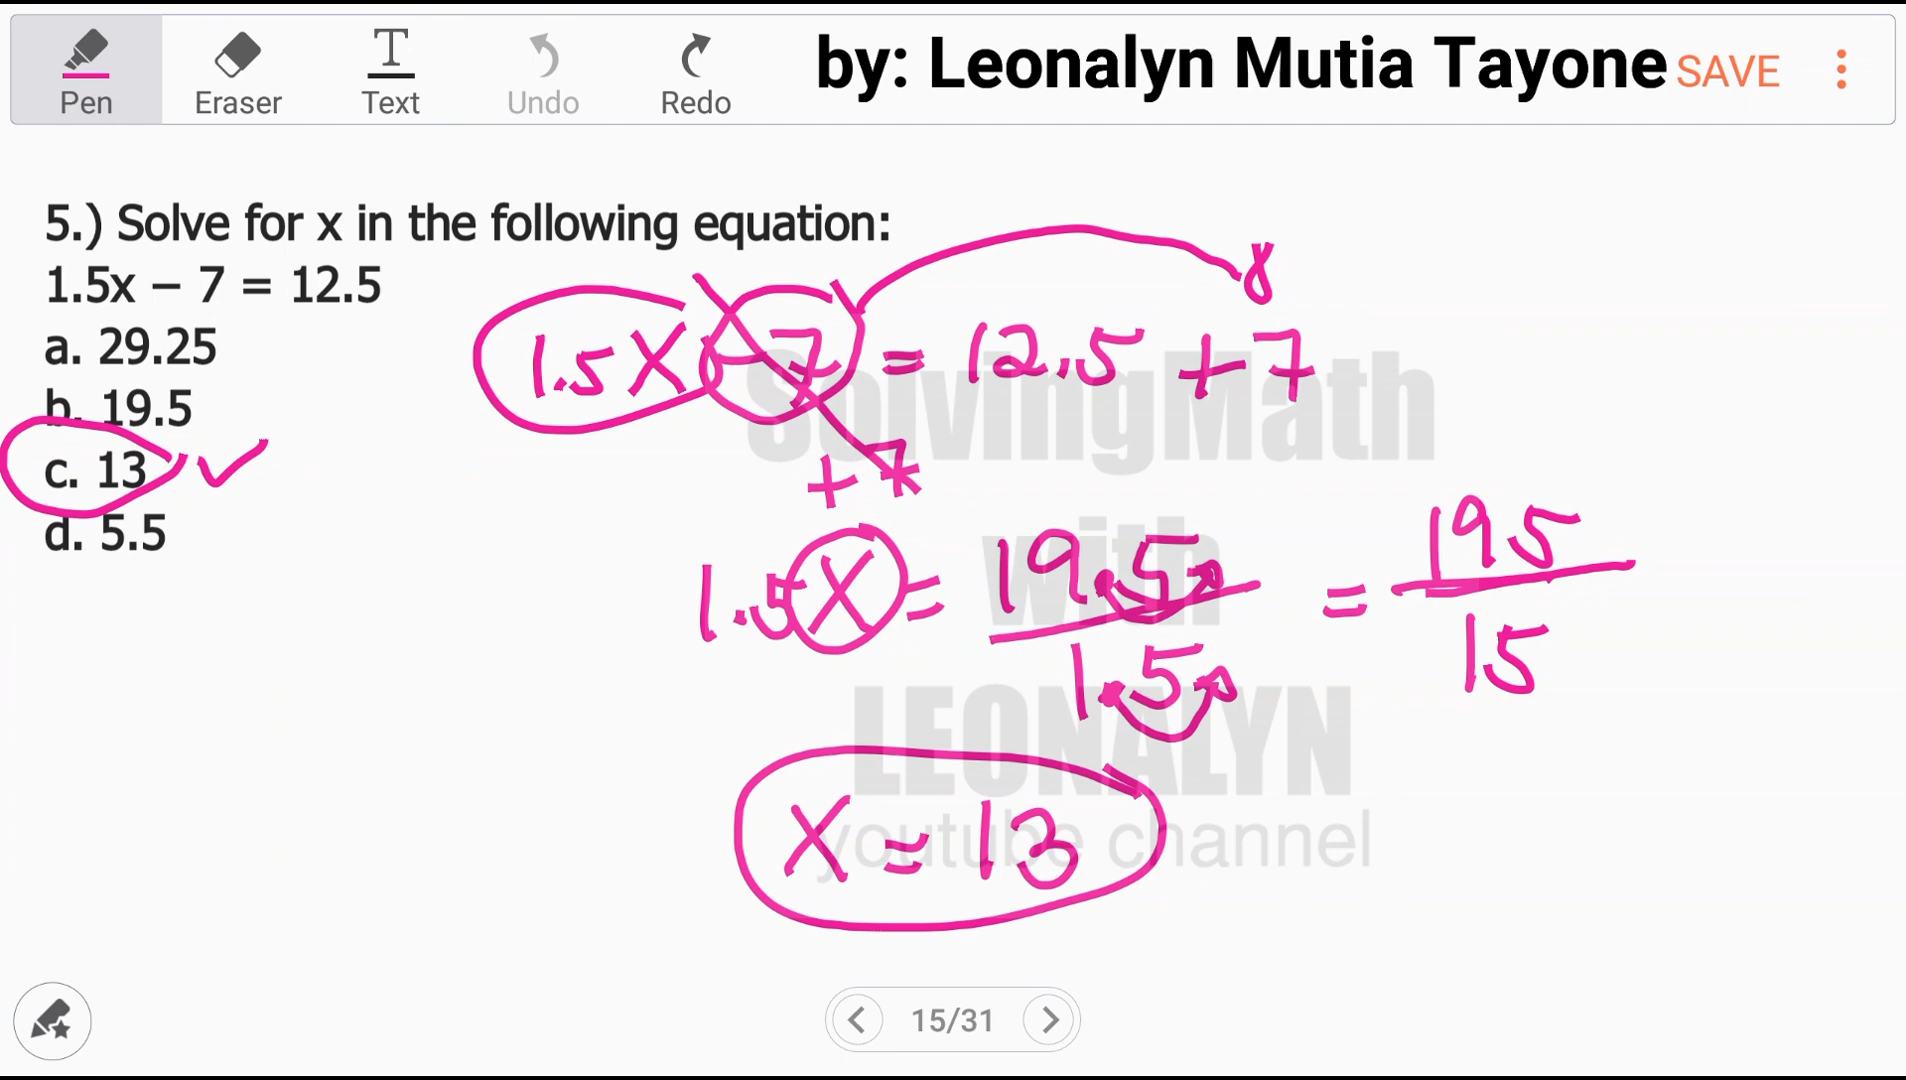 Pen
Eraser
T
Text
Undo
Redo
by: Leonalyn Mutia Tayone
SAVE
5.) Solve for x in the following equation:
1.5x – 7 = 12.5
a. 29.25
b. 19.5
c. 13
d. 5.5
1.5X - 7 = 12.5 + 7
+ 7
1.5X = 19.5 / 1.5 = 195 / 15
X = 13
SolvingMath
with
LEONALYN
youtube channel
15/31